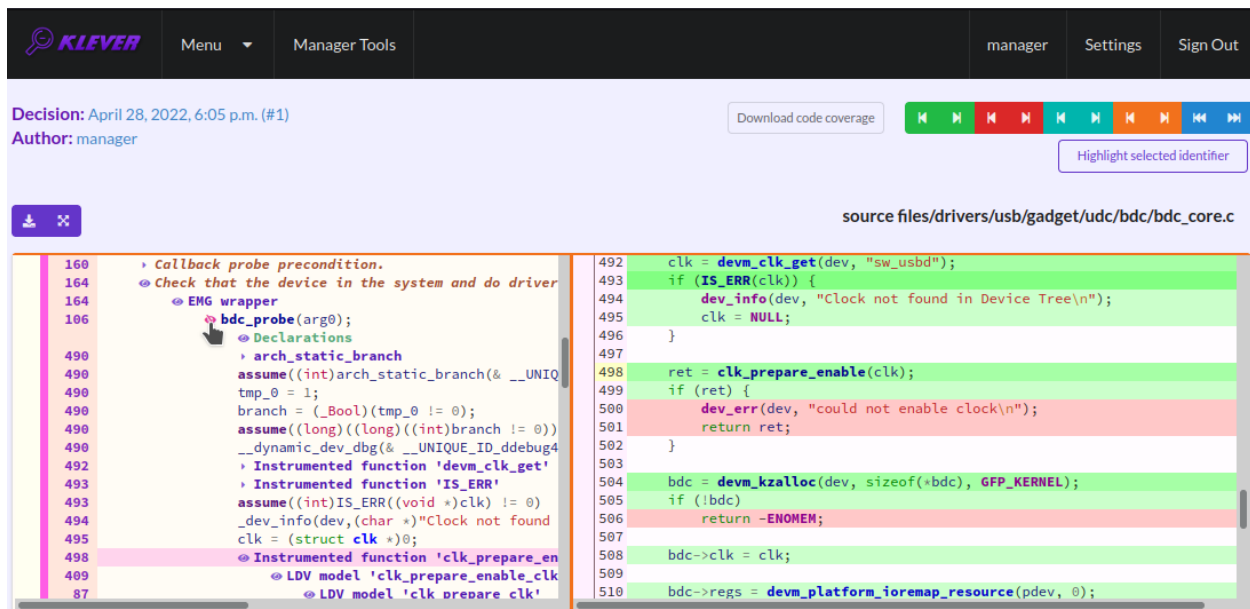 KLEVER Menu Manager Tools manager Settings Sign Out
Decision: April 28, 2022, 6:05 p.m. (#1)
Author: manager
Download code coverage
Highlight selected identifier
source files/drivers/usb/gadget/udc/bdc/bdc_core.c
160 Callback probe precondition.
164 Check that the device in the system and do driver
164 EMG wrapper
106 bdc_probe(arg0);
Declarations
490 arch_static_branch
490 assume((int)arch_static_branch(& __UNIQ
490 tmp_0 = 1;
490 branch = (_Bool)(tmp_0 != 0);
490 assume((long)((long)((int)branch != 0))
490 __dynamic_dev_dbg(& __UNIQUE_ID_ddebug4
492 Instrumented function 'devm_clk_get'
493 Instrumented function 'IS_ERR'
493 assume((int)IS_ERR((void *)clk) != 0)
494 _dev_info(dev,(char *)"Clock not found
495 clk = (struct clk *)0;
498 Instrumented function 'clk_prepare_en
409 LDV model 'clk_prepare_enable_clk
87 LDV model 'clk_prepare_clk'
492 clk = devm_clk_get(dev, "sw_usbd");
493 if (IS_ERR(clk)) {
494 dev_info(dev, "Clock not found in Device Tree\n");
495 clk = NULL;
496 }
497
498 ret = clk_prepare_enable(clk);
499 if (ret) {
500 dev_err(dev, "could not enable clock\n");
501 return ret;
502 }
503
504 bdc = devm_kzalloc(dev, sizeof(*bdc), GFP_KERNEL);
505 if (!bdc)
506 return -ENOMEM;
507
508 bdc->clk = clk;
509
510 bdc->regs = devm_platform_ioremap_resource(pdev, 0);